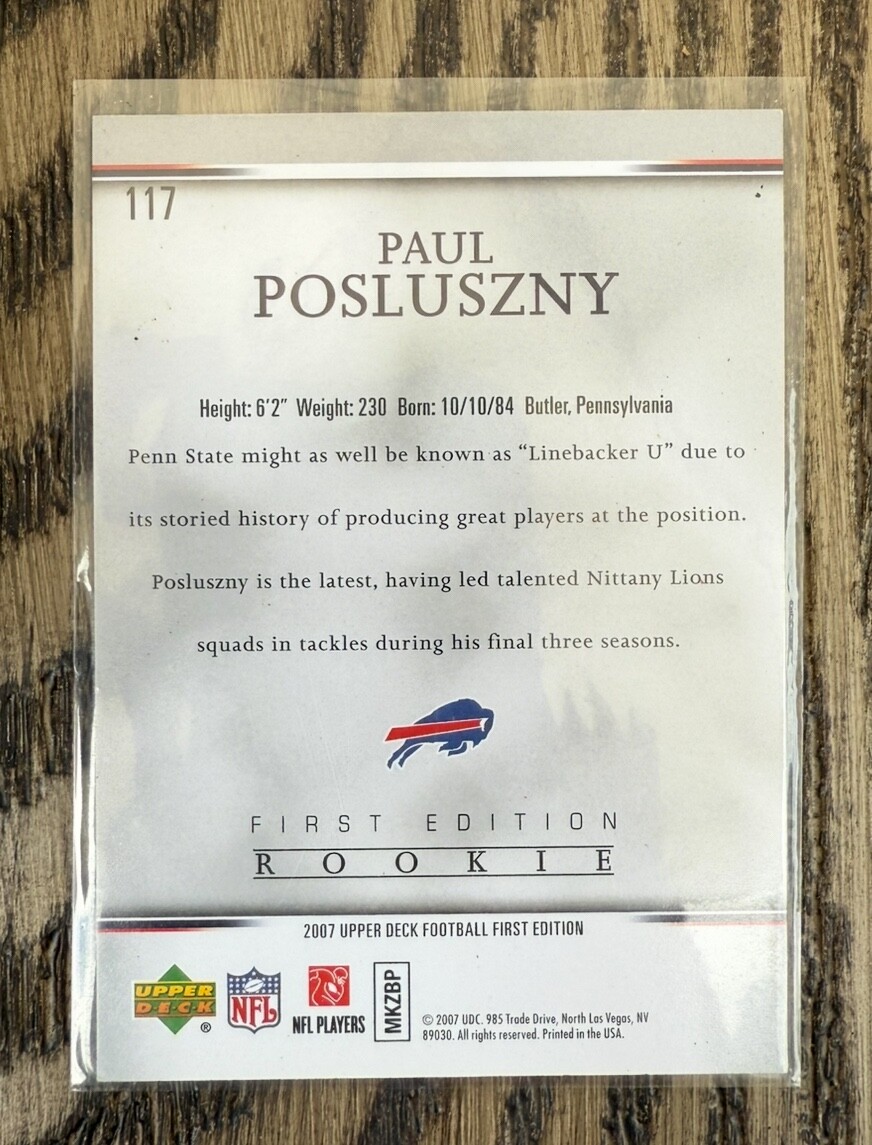 117
PAUL
POSLUSZNY
Height: 6'2" Weight: 230 Born: 10/10/84 Butler, Pennsylvania
Penn State might as well be known as “Linebacker U” due to
its storied history of producing great players at the position.
Posluszny is the latest, having led talented Nittany Lions
squads in tackles during his final three seasons.
FIRST EDITION
ROOKIE
2007 UPPER DECK FOOTBALL FIRST EDITION
UPPER
DECK
®
NFL
NFL PLAYERS
MKZBP
© 2007 UDC. 985 Trade Drive, North Las Vegas, NV
89030. All rights reserved. Printed in the USA.